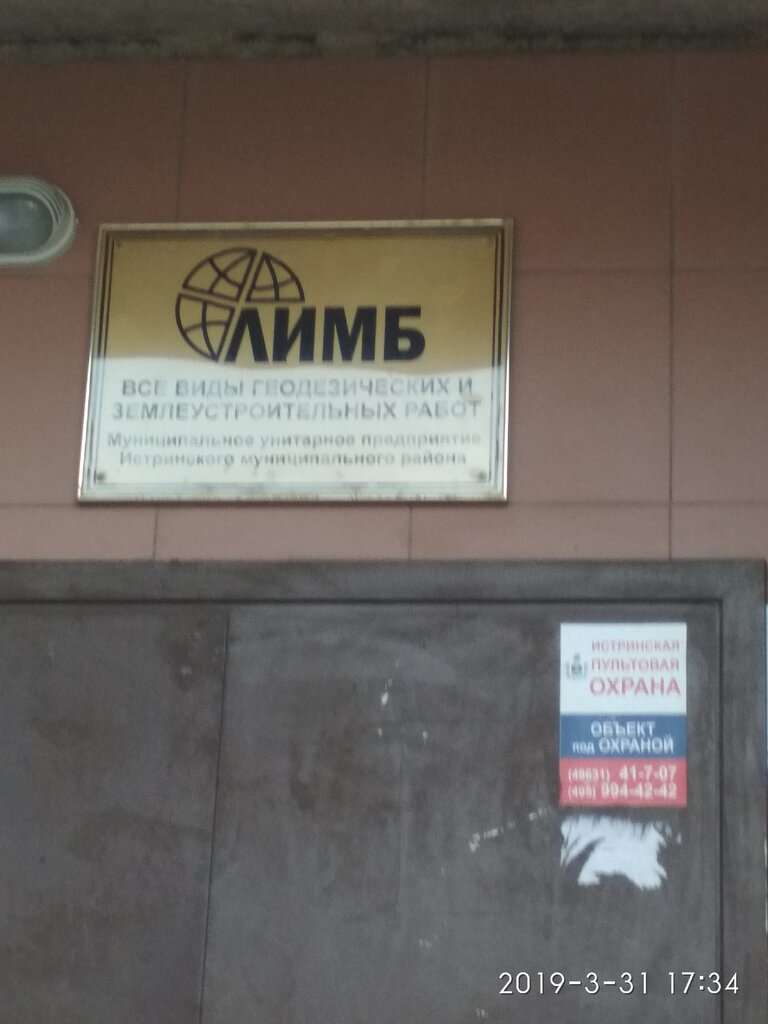 ЛИМБ
ВСЕ ВИДЫ ГЕОДЕЗИЧЕСКИХ И
ЗЕМЛЕУСТРОИТЕЛЬНЫХ РАБОТ
Муниципальное унитарное предприятие
Истринского муниципального района
ИСТРИНСКАЯ
ПУЛЬТОВАЯ
ОХРАНА
ОБЪЕКТ
под ОХРАНОЙ
(49631) 41-7-07
(495) 994-42-42
2019-3-31 17:34